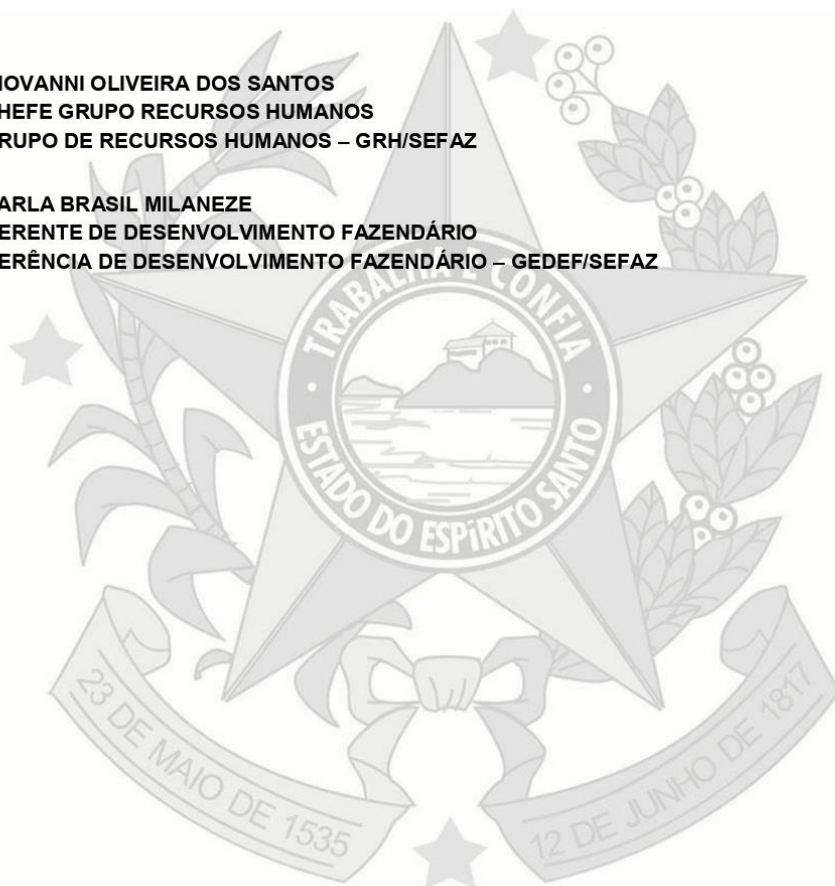 IOVANNI OLIVEIRA DOS SANTOS
HEFE GRUPO RECURSOS HUMANOS
RUPO DE RECURSOS HUMANOS – GRH/SEFAZ
ARLA BRASIL MILANEZE
ERENTE DE DESENVOLVIMENTO FAZENDÁRIO
ERÊNCIA DE DESENVOLVIMENTO FAZENDÁRIO – GEDEF/SEFAZ
TRABALHA E CONFIA
ESTADO DO ESPÍRITO SANTO
23 DE MAIO DE 1535
12 DE JUNHO DE 1817